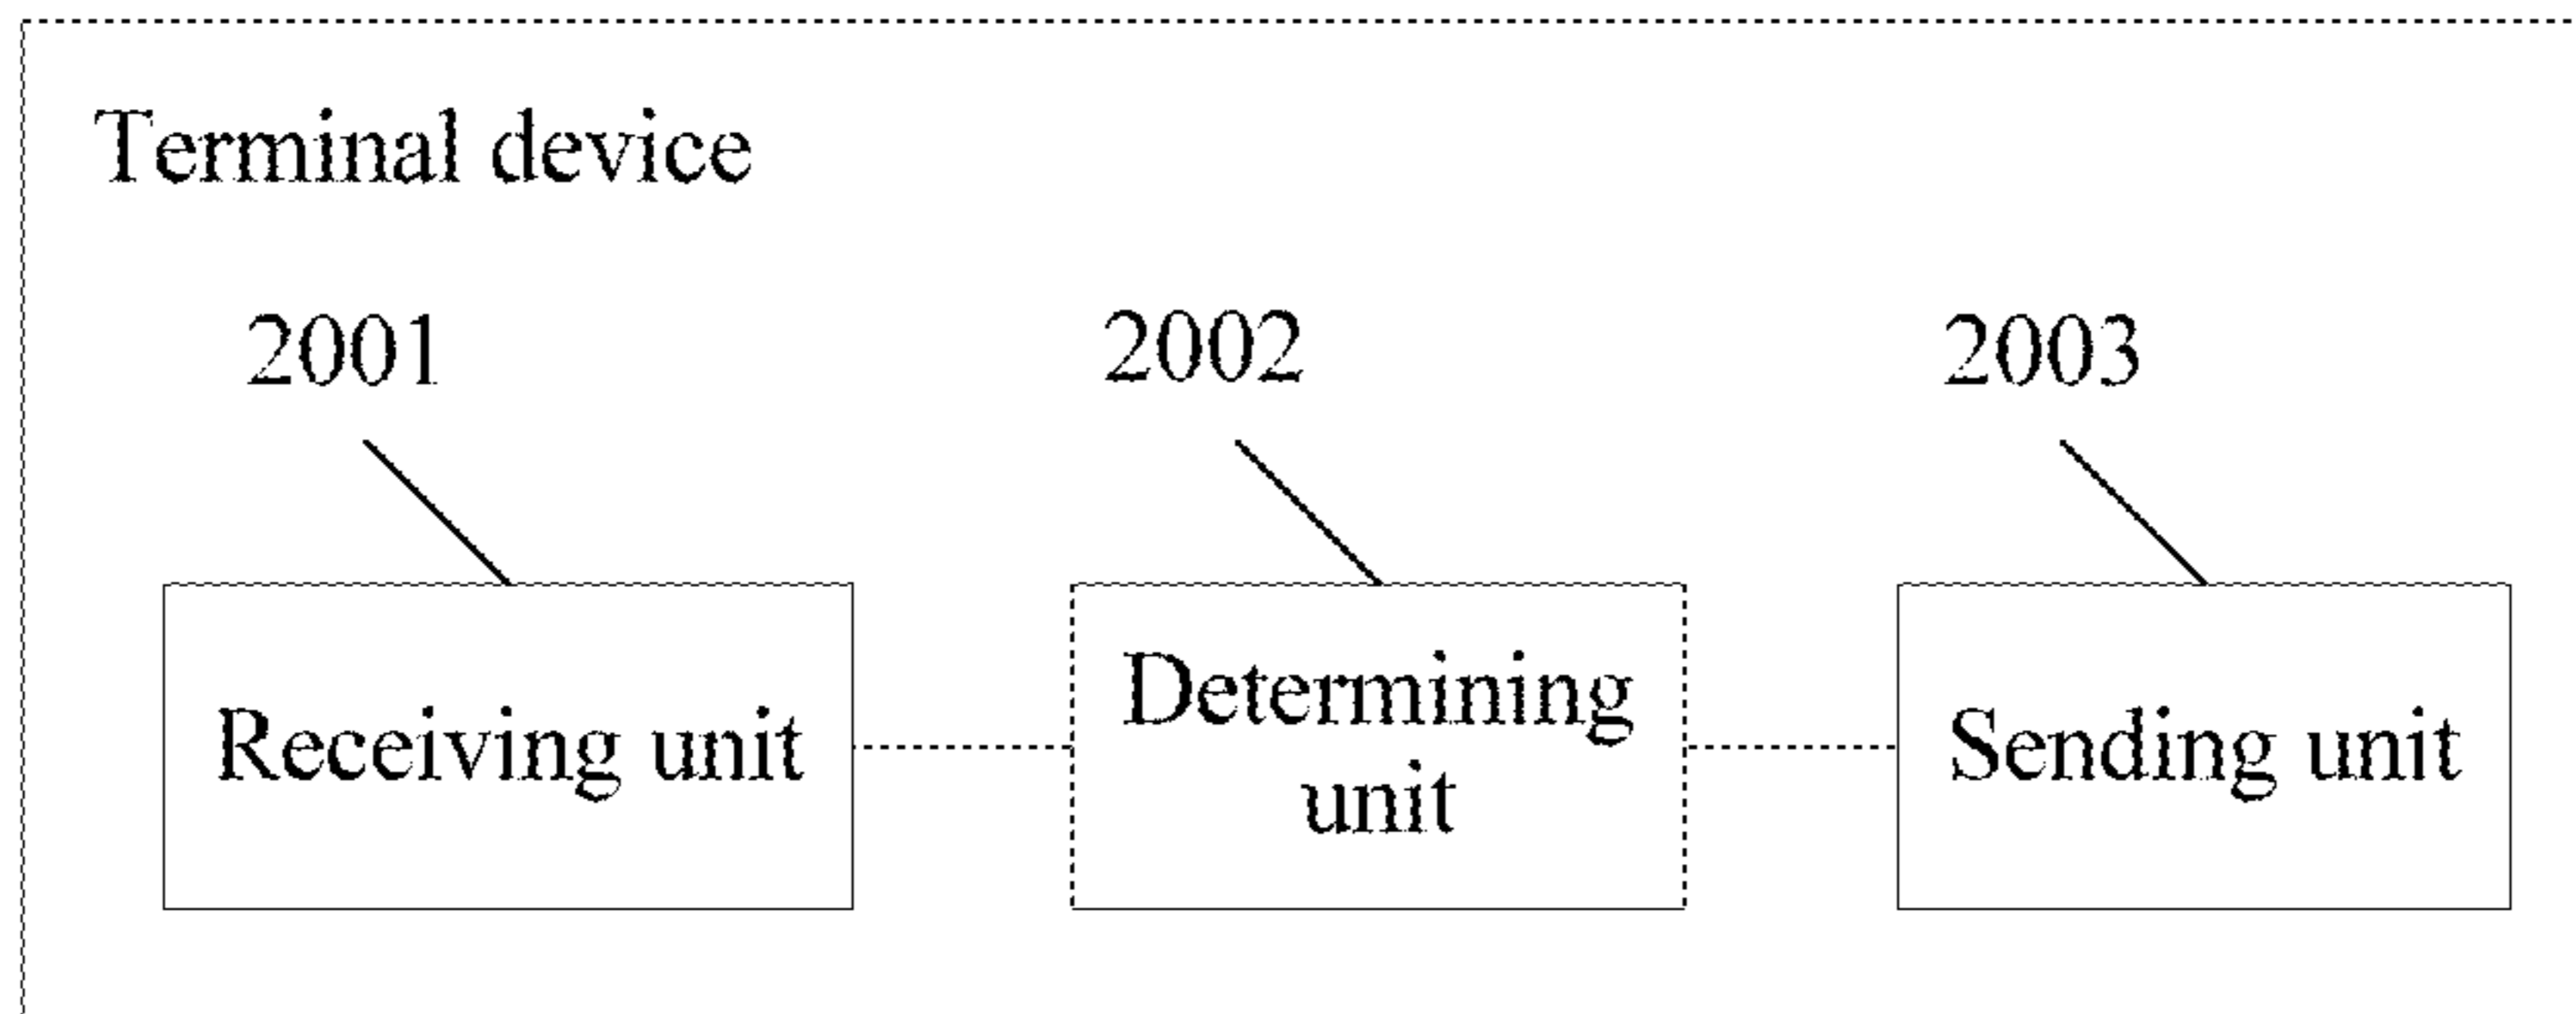 Terminal device
2001
2002
2003
Receiving unit
Determining
unit
Sending unit